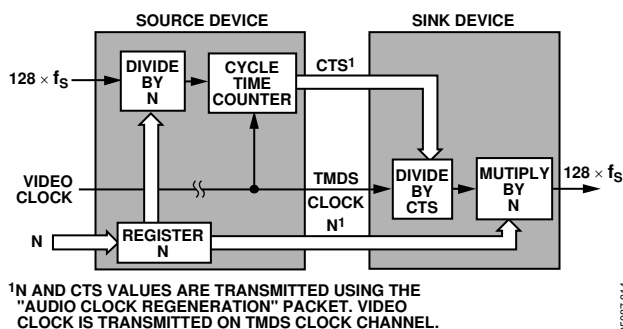 SOURCE DEVICE
SINK DEVICE
128 × fS
DIVIDE
BY
N
CYCLE
TIME
COUNTER
CTS1
VIDEO
CLOCK
TMDS
CLOCK
N1
DIVIDE
BY
CTS
MUTIPLY
BY
N
128 × fS
N
REGISTER
N
1N AND CTS VALUES ARE TRANSMITTED USING THE
"AUDIO CLOCK REGENERATION" PACKET. VIDEO
CLOCK IS TRANSMITTED ON TMDS CLOCK CHANNEL.